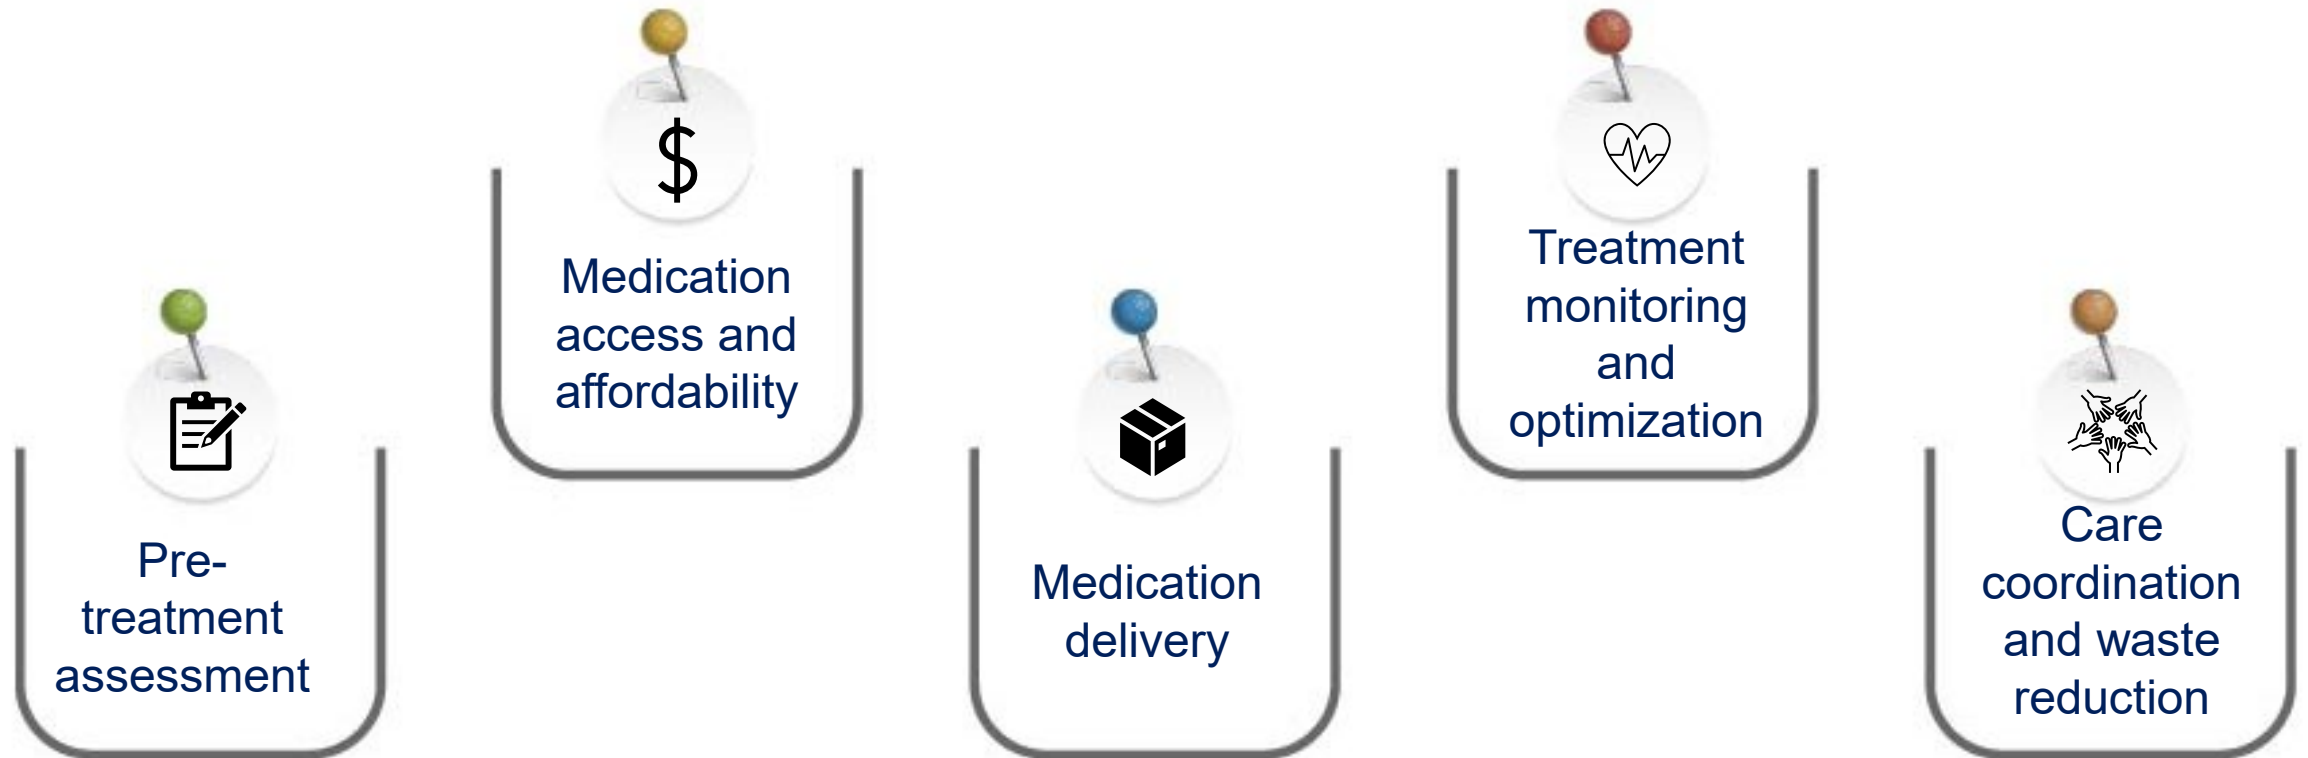 Pre-
treatment
assessment
Medication
access and
affordability
Medication
delivery
Treatment
monitoring
and
optimization
Care
coordination
and waste
reduction